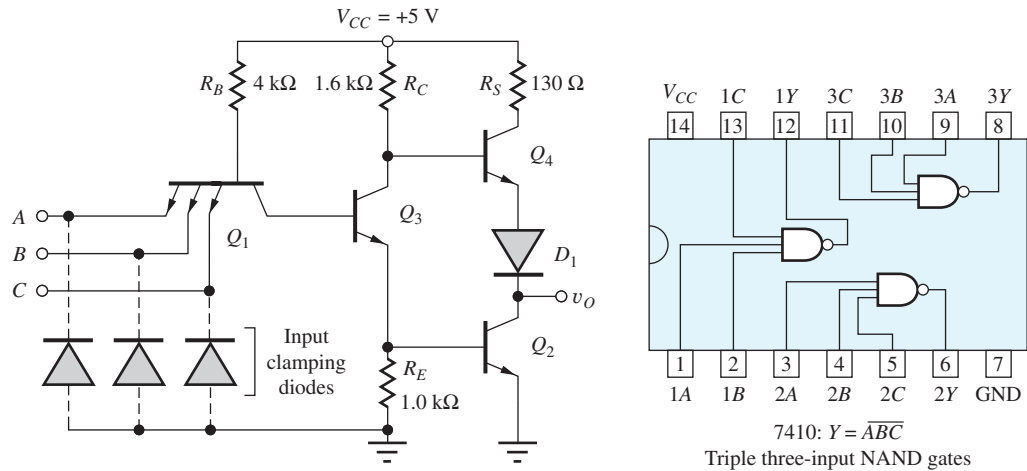 V_CC = +5 V
R_B 4 kΩ 1.6 kΩ R_C R_S 130 Ω
Q_4
A
Q_1 Q_3
B
D_1
C
v_O
Input
clamping
diodes
Q_2
R_E
1.0 kΩ
V_CC 1C 1Y 3C 3B 3A 3Y
14 13 12 11 10 9 8
1 2 3 4 5 6 7
1A 1B 2A 2B 2C 2Y GND
7410: Y = \overline{ABC}
Triple three-input NAND gates